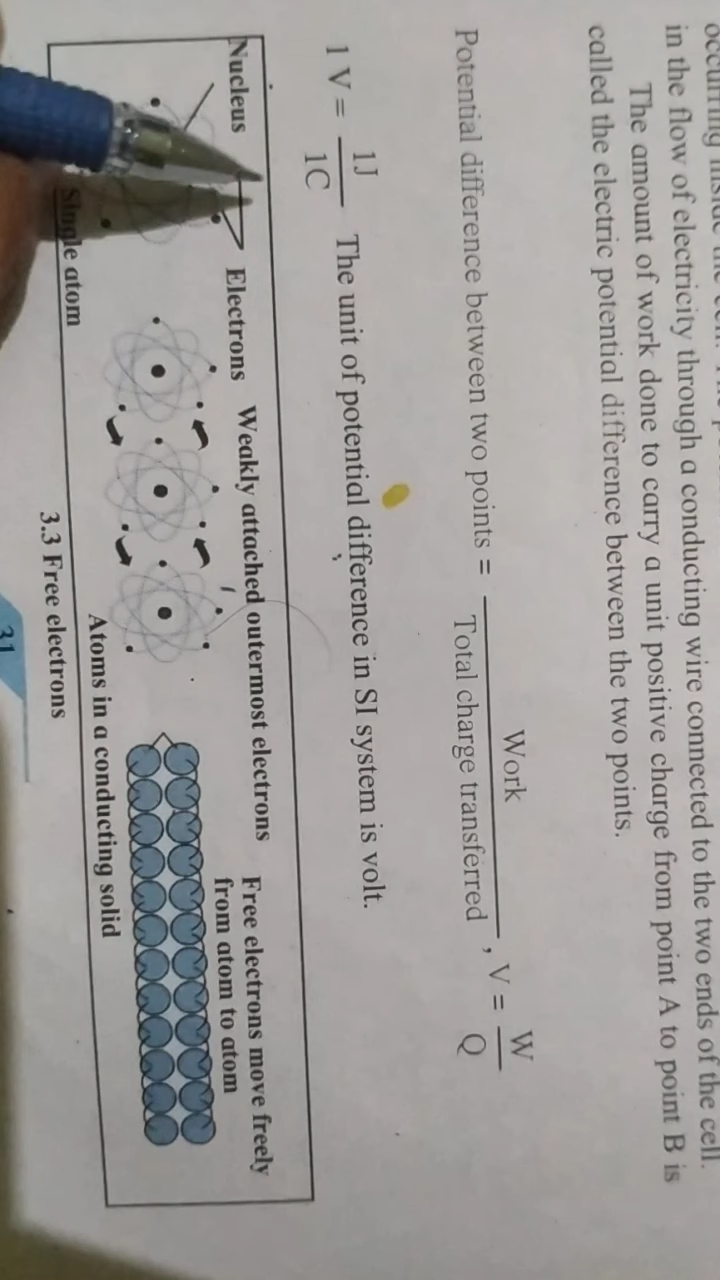 in the flow of electricity through a conducting wire connected to the two ends of the cell.
The amount of work done to carry a unit positive charge from point A to point B is
called the electric potential difference between the two points.
Potential difference between two points = Work / Total charge transferred , V = W / Q
1 V = 1J / 1C The unit of potential difference in SI system is volt.
Nucleus Electrons Weakly attached outermost electrons Free electrons move freely
from atom to atom
Single atom
Atoms in a conducting solid
3.3 Free electrons
31